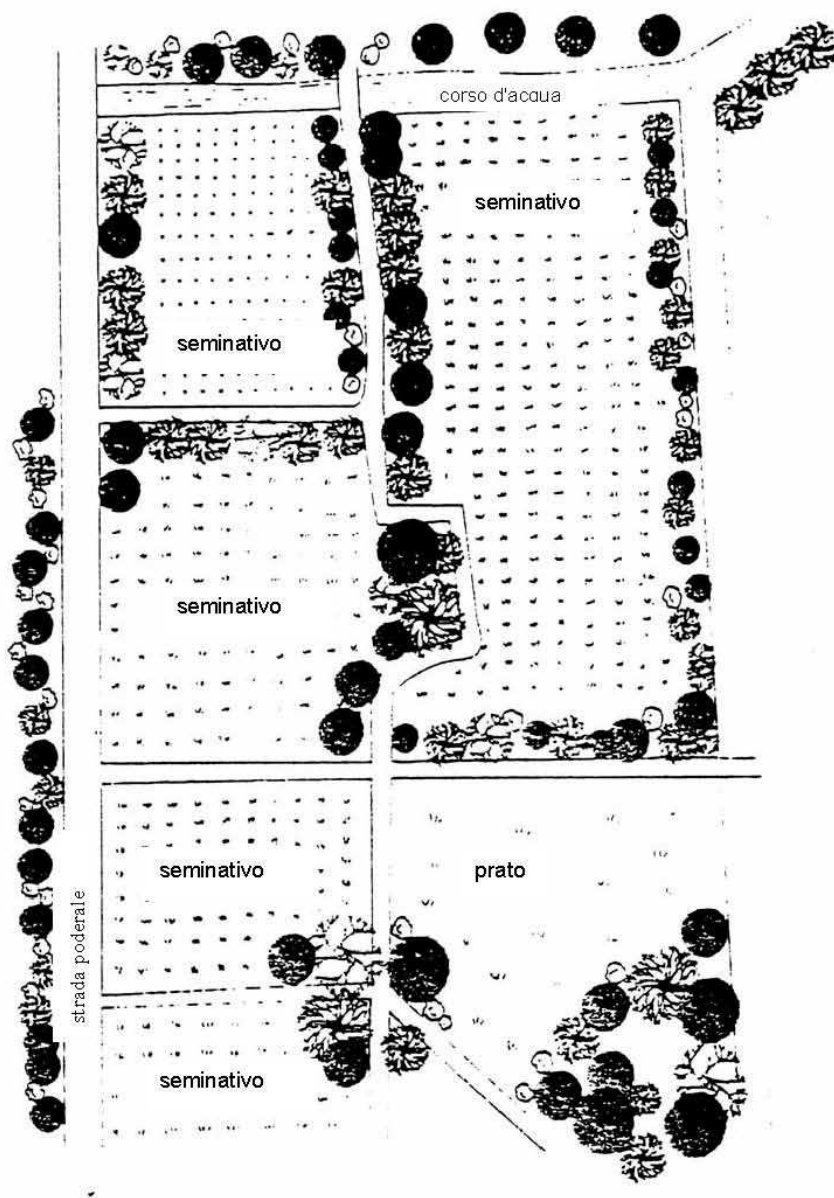 corso d'acqua
seminativo
seminativo
seminativo
seminativo
prato
strada poderale
seminativo